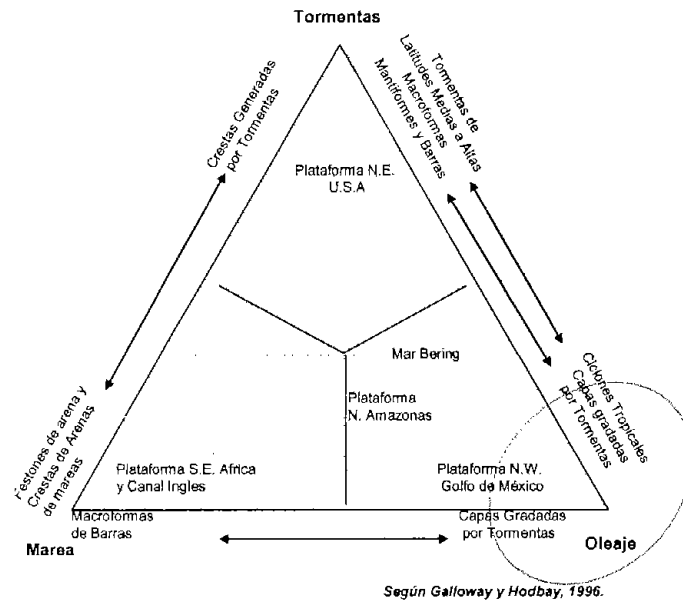 Tormentas
Crestas Generadas
por Tormentas
Tormentas de
Latitudes Medias a Altas
Macroformas
Mantiformes y Barras
Plataforma N.E.
U.S.A
Mar Bering
Plataforma
N. Amazonas
Ciclones Tropicales
Capas gradadas
por Tormentas
Festones de arena y
Crestas de Arenas
de mareas
Plataforma S.E. Africa
y Canal Ingles
Plataforma N.W.
Golfo de México
Macroformas
de Barras
Capas Gradadas
por Tormentas
Marea
Oleaje
Según Galloway y Hodbay, 1996.